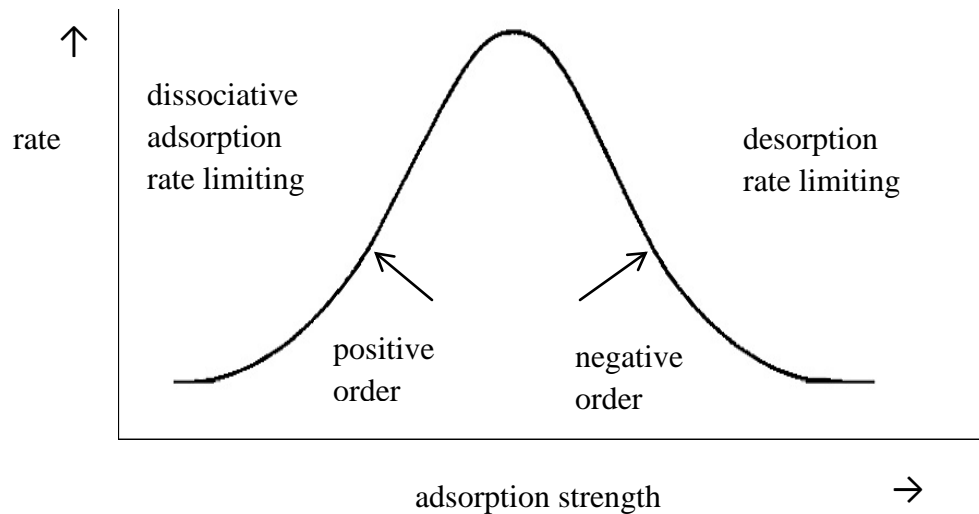 dissociative
adsorption
rate limiting
rate
desorption
rate limiting
positive
order
negative
order
adsorption strength